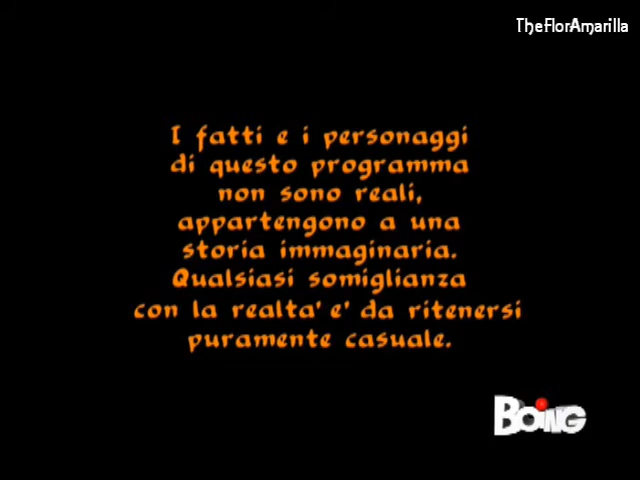 TheFlorAmarilla
I fatti e i personaggi
di questo programma
non sono reali,
appartengono a una
storia immaginaria.
Qualsiasi somiglianza
con la realta' e' da ritenersi
puramente casuale.
BOING